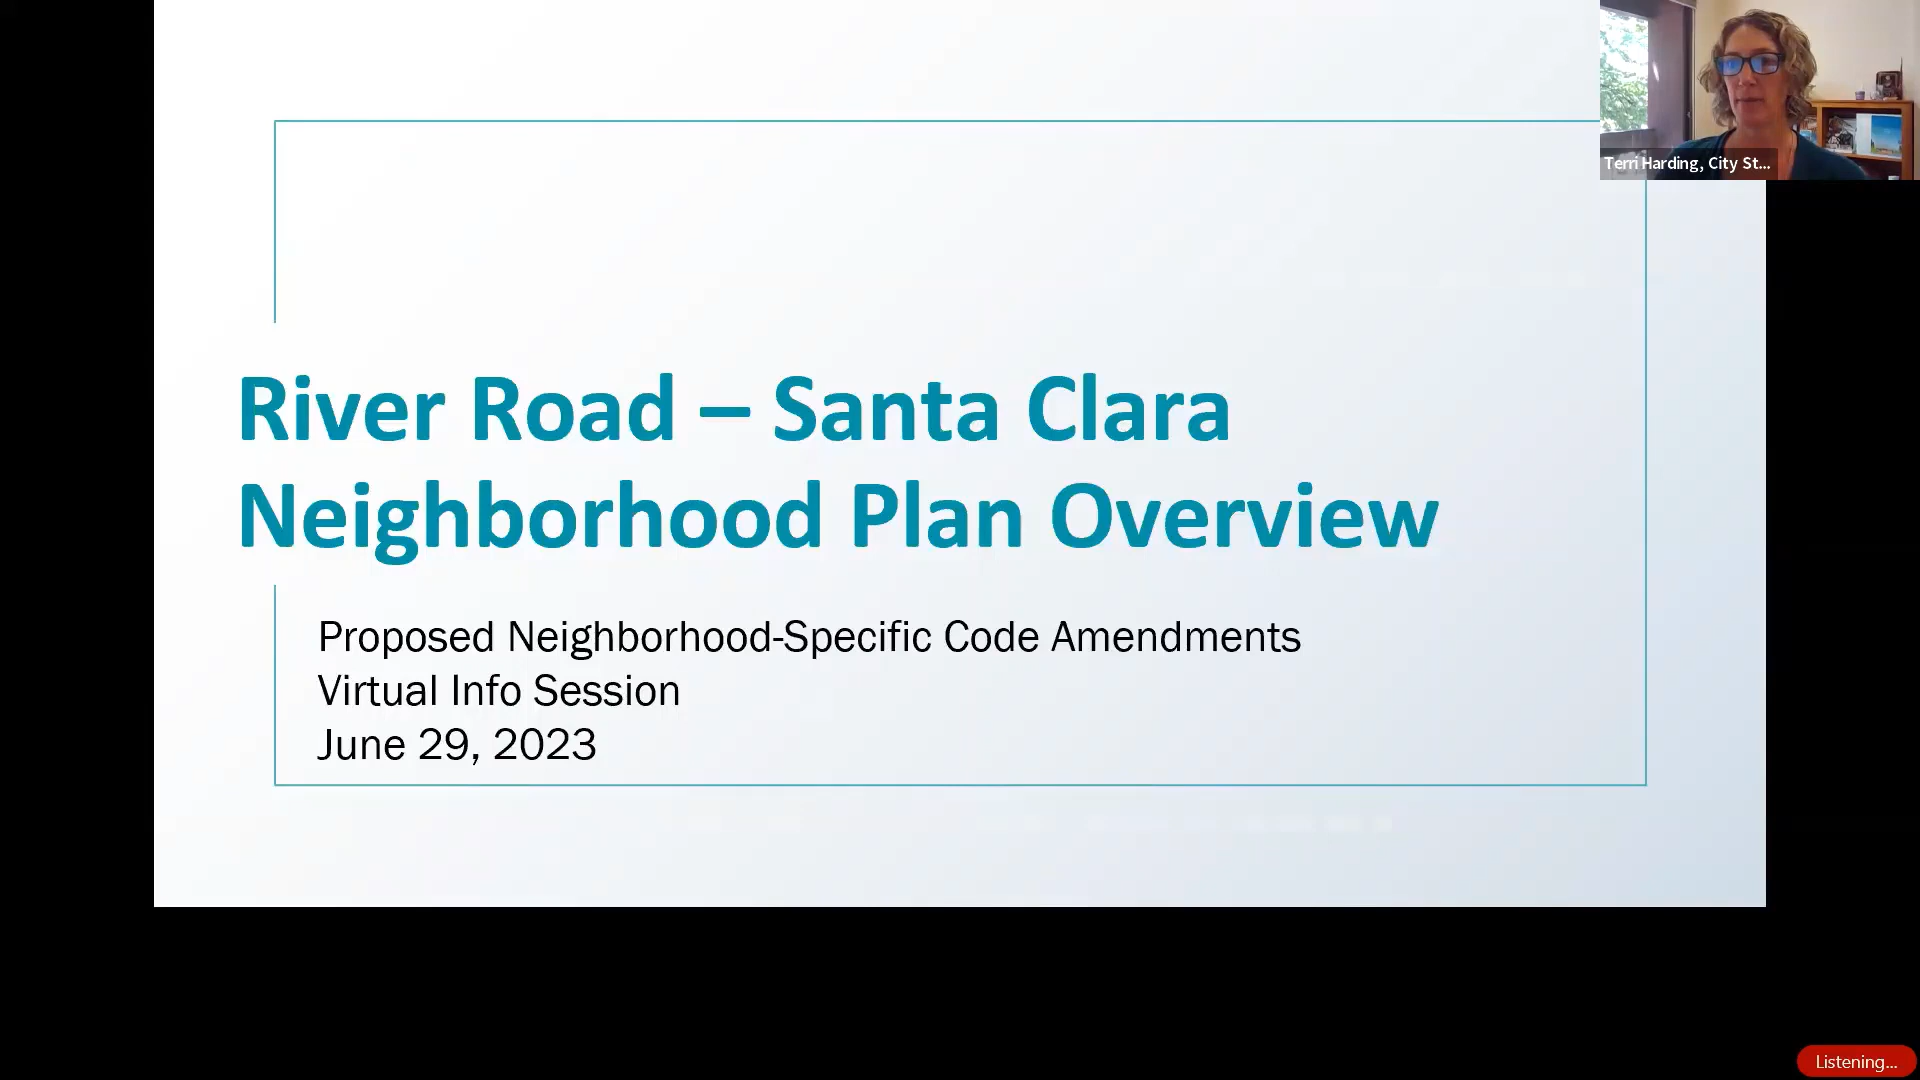 Terri Harding, City St...
River Road – Santa Clara
Neighborhood Plan Overview
Proposed Neighborhood-Specific Code Amendments
Virtual Info Session
June 29, 2023
Listening...